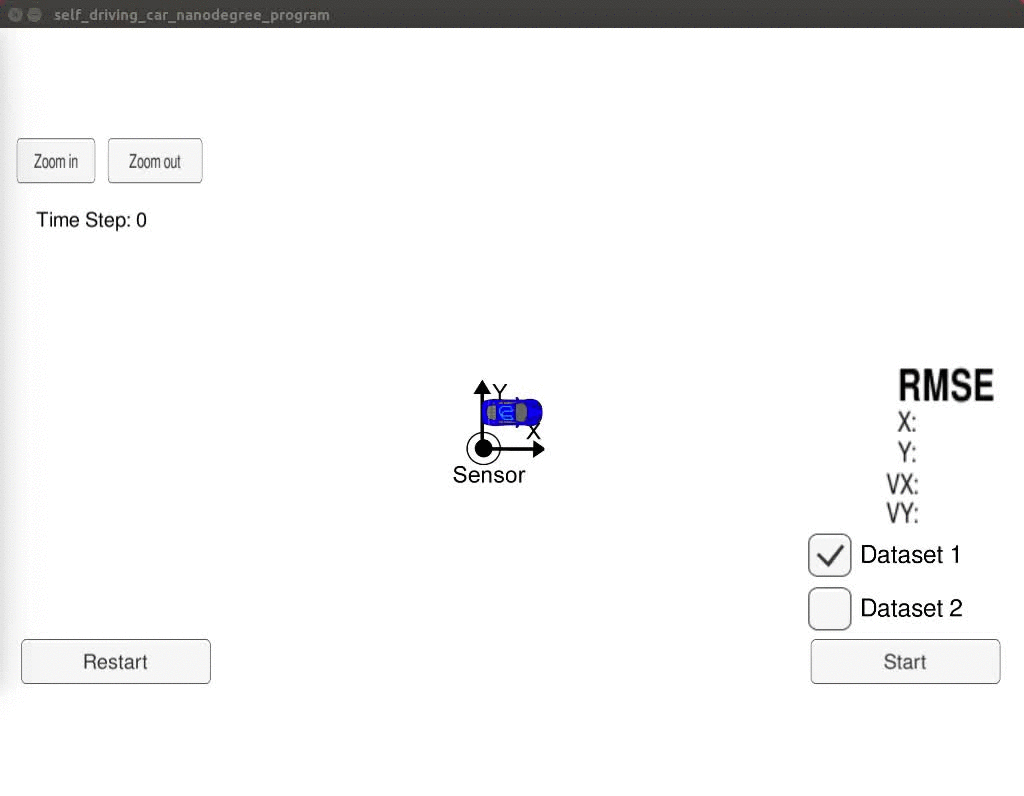 self_driving_car_nanodegree_program
Zoom in
Zoom out
Time Step: 0
Y
X
Sensor
RMSE
X:
Y:
VX:
VY:
Dataset 1
Dataset 2
Restart
Start